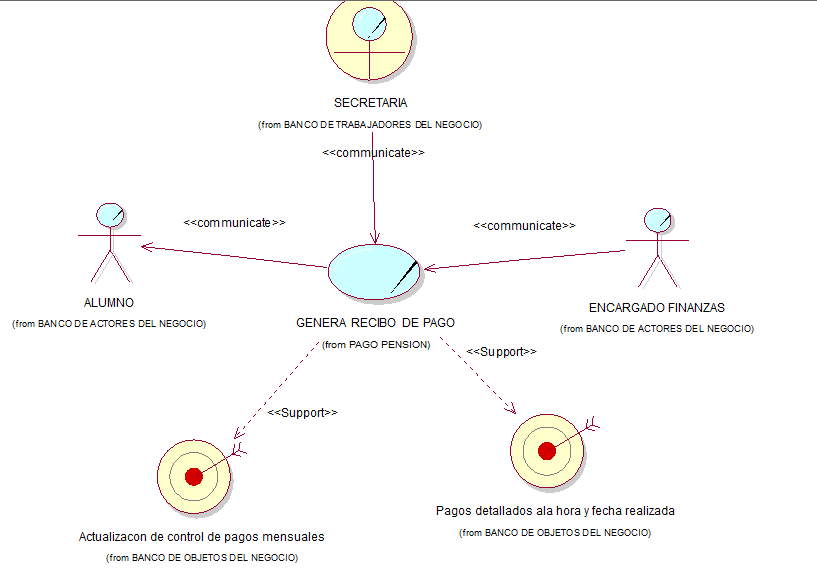 SECRETARIA
(from BANCO DE TRABAJADORES DEL NEGOCIO)
<<communicate>>
<<communicate>>
<<communicate>>
ALUMNO
(from BANCO DE ACTORES DEL NEGOCIO)
ENCARGADO FINANZAS
(from BANCO DE ACTORES DEL NEGOCIO)
GENERA RECIBO DE PAGO
(from PAGO PENSION)
<<Support>>
<<Support>>
Pagos detallados ala hora y fecha realizada
(from BANCO DE OBJETOS DEL NEGOCIO)
Actualizacon de control de pagos mensuales
(from BANCO DE OBJETOS DEL NEGOCIO)